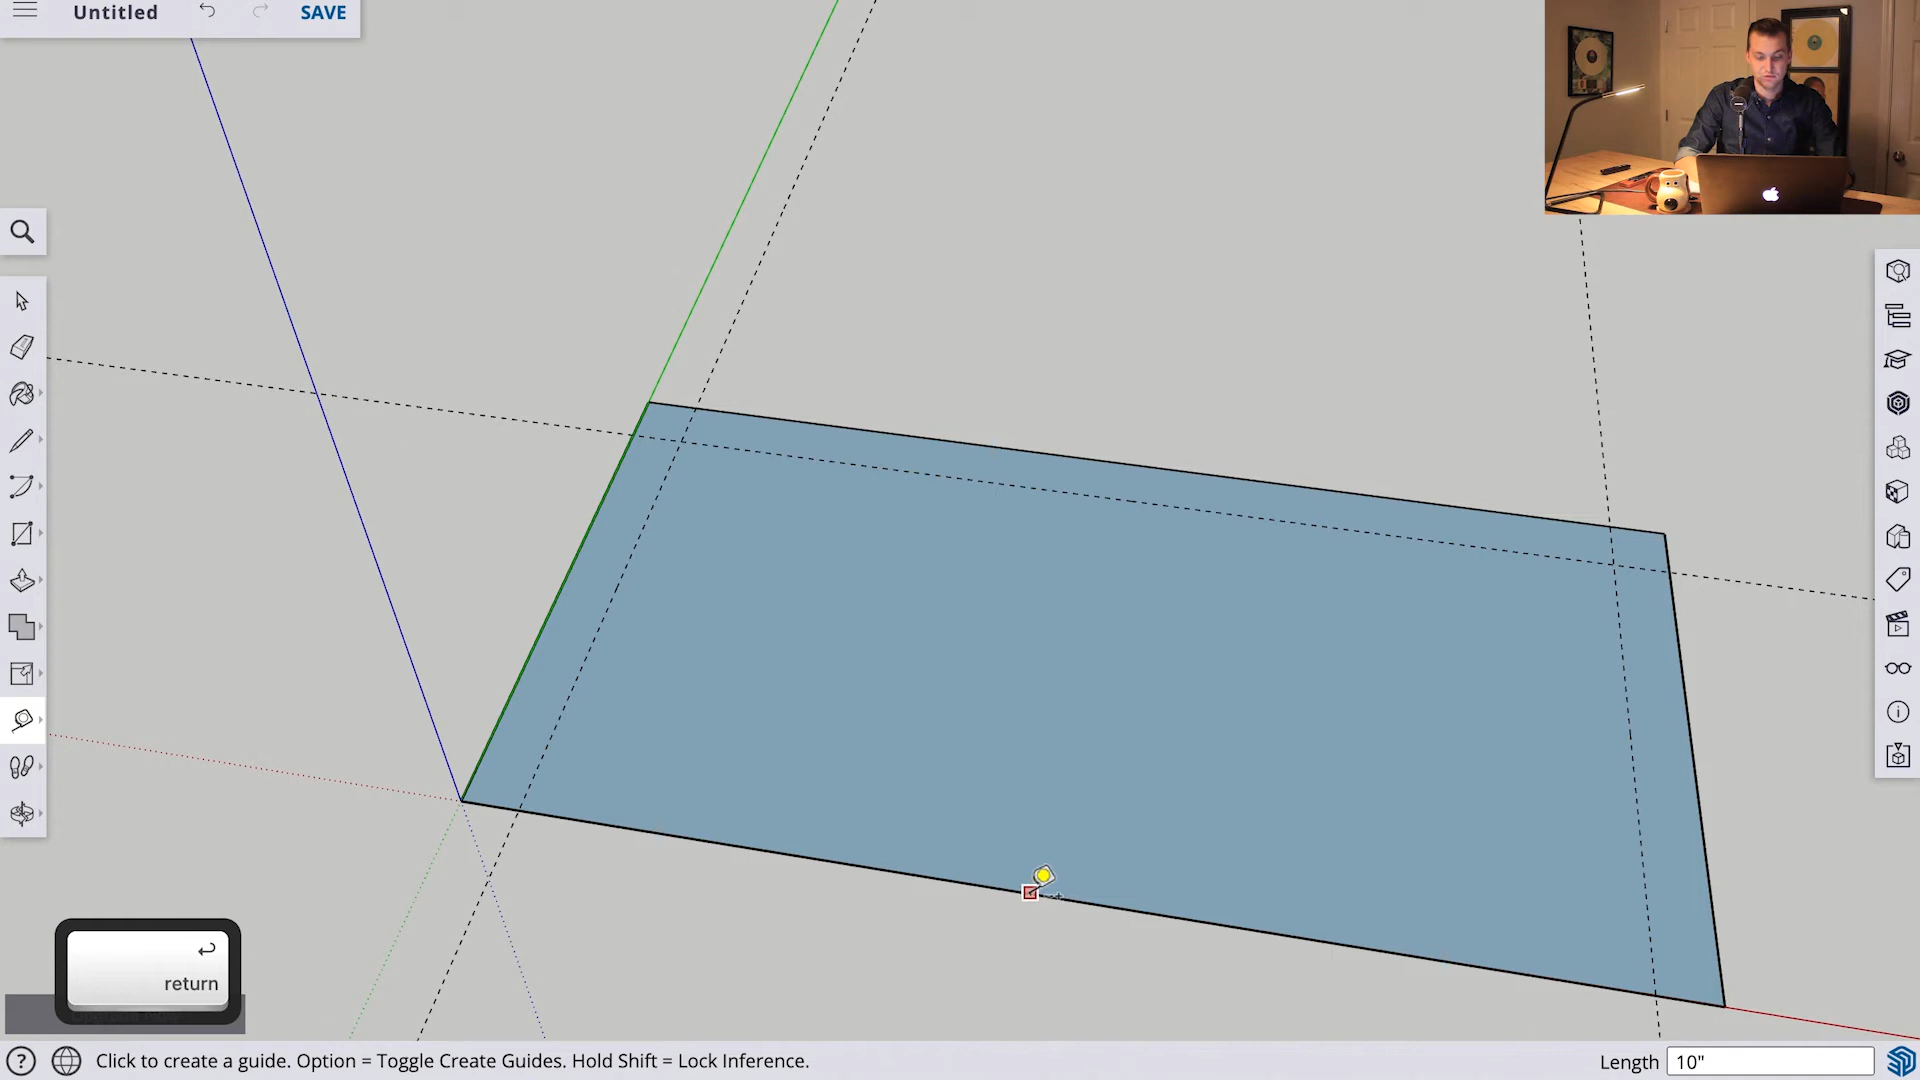 Untitled
SAVE
return
Click to create a guide. Option = Toggle Create Guides. Hold Shift = Lock Inference.
Length 10"